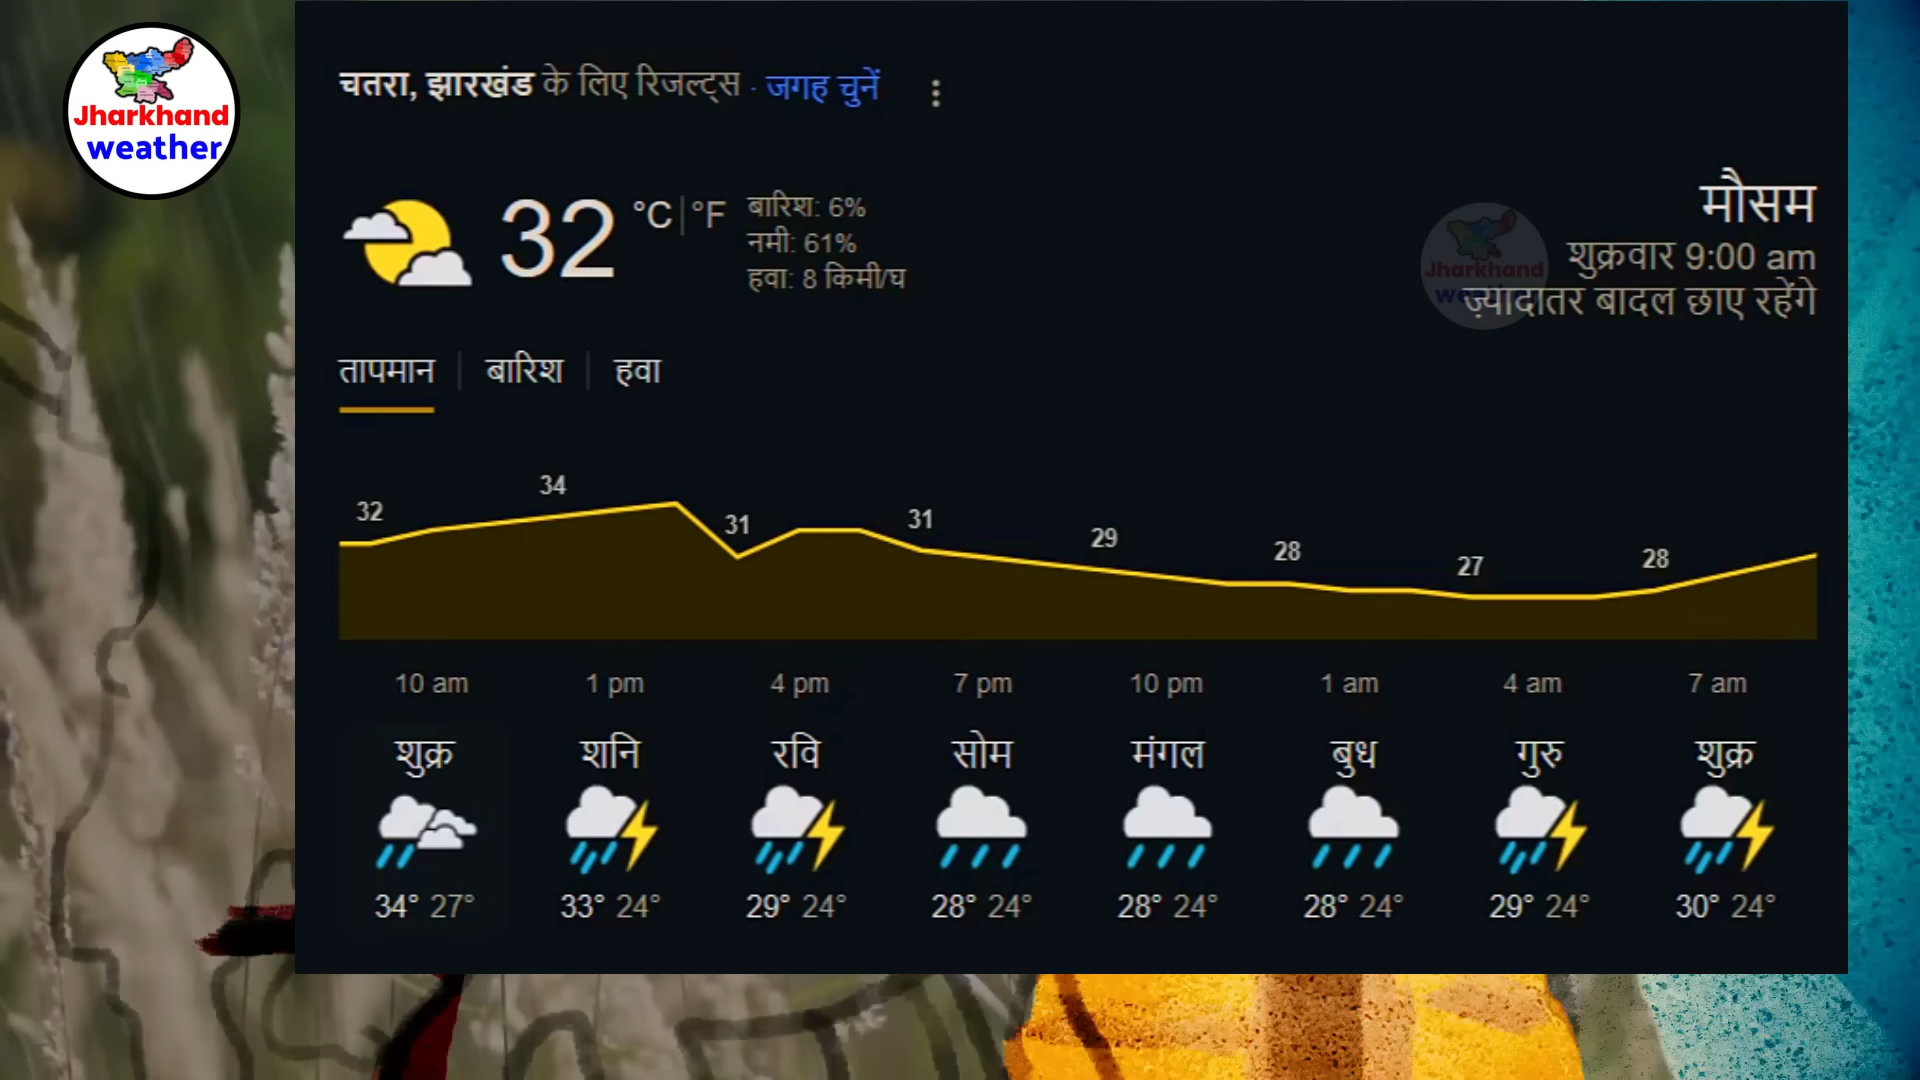 Jharkhand
weather
चतरा, झारखंड के लिए रिजल्ट्स · जगह चुनें
32 °C | °F
बारिश: 6%
नमी: 61%
हवा: 8 किमी/घ
मौसम
शुक्रवार 9:00 am
ज़्यादातर बादल छाए रहेंगे
Jharkhand
weather
तापमान | बारिश | हवा
32 34 31 31 29 28 27 28
10 am 1 pm 4 pm 7 pm 10 pm 1 am 4 am 7 am
शुक्र शनि रवि सोम मंगल बुध गुरु शुक्र
34° 27° 33° 24° 29° 24° 28° 24° 28° 24° 28° 24° 29° 24° 30° 24°